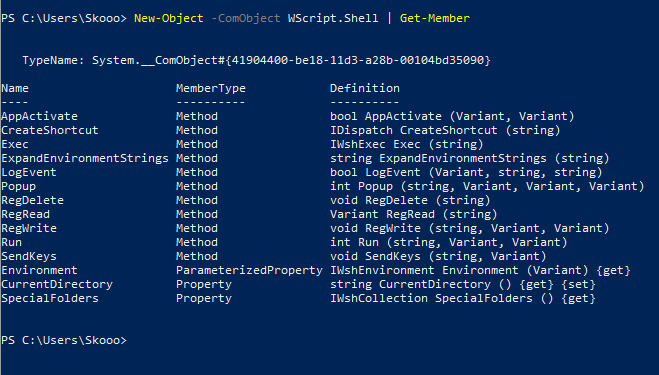 PS C:\Users\Skooo> New-Object -ComObject WScript.Shell | Get-Member
TypeName: System.__ComObject#{41904400-be18-11d3-a28b-00104bd35090}
Name MemberType Definition
---- ---------- ----------
AppActivate Method bool AppActivate (Variant, Variant)
CreateShortcut Method IDispatch CreateShortcut (string)
Exec Method IWshExec Exec (string)
ExpandEnvironmentStrings Method string ExpandEnvironmentStrings (string)
LogEvent Method bool LogEvent (Variant, string, string)
Popup Method int Popup (string, Variant, Variant, Variant)
RegDelete Method void RegDelete (string)
RegRead Method Variant RegRead (string)
RegWrite Method void RegWrite (string, Variant, Variant)
Run Method int Run (string, Variant, Variant)
SendKeys Method void SendKeys (string, Variant)
Environment ParameterizedProperty IWshEnvironment Environment (Variant) {get}
CurrentDirectory Property string CurrentDirectory () {get} {set}
SpecialFolders Property IWshCollection SpecialFolders () {get}
PS C:\Users\Skooo>